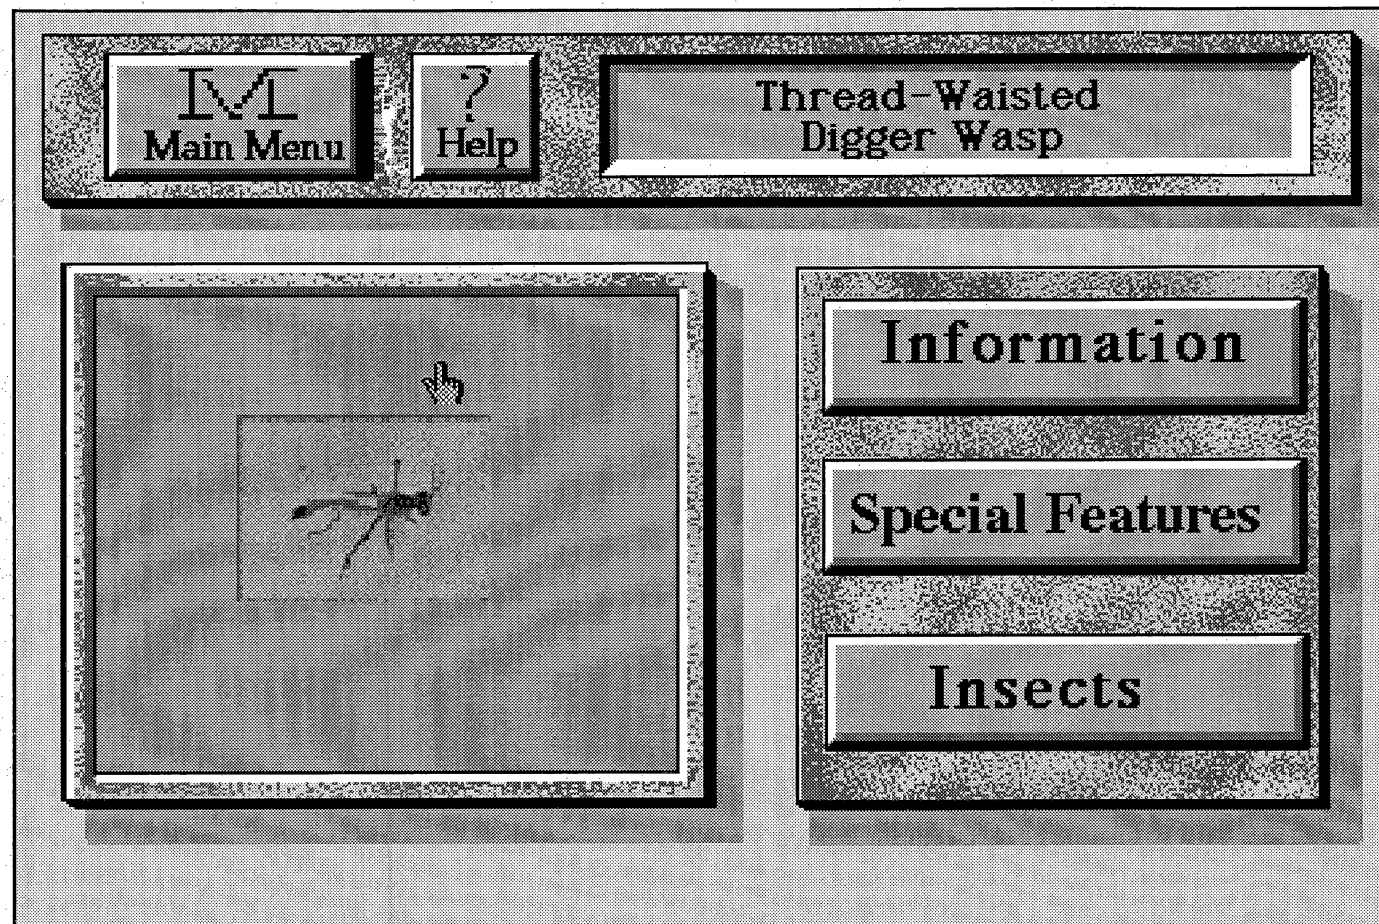 M
Main Menu
?
Help
Thread-Waisted
Digger Wasp
Information
Special Features
Insects